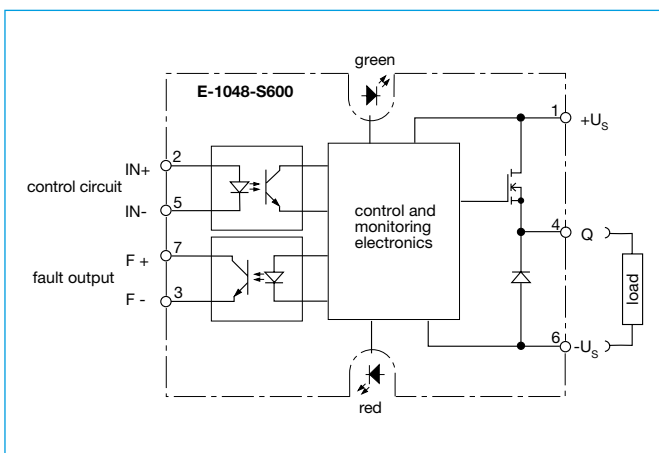 green
E-1048-S600
1
+US
2
IN+
control circuit
IN-
5
control and
monitoring
electronics
4
Q
7
F +
fault output
F -
3
load
6
-US
red